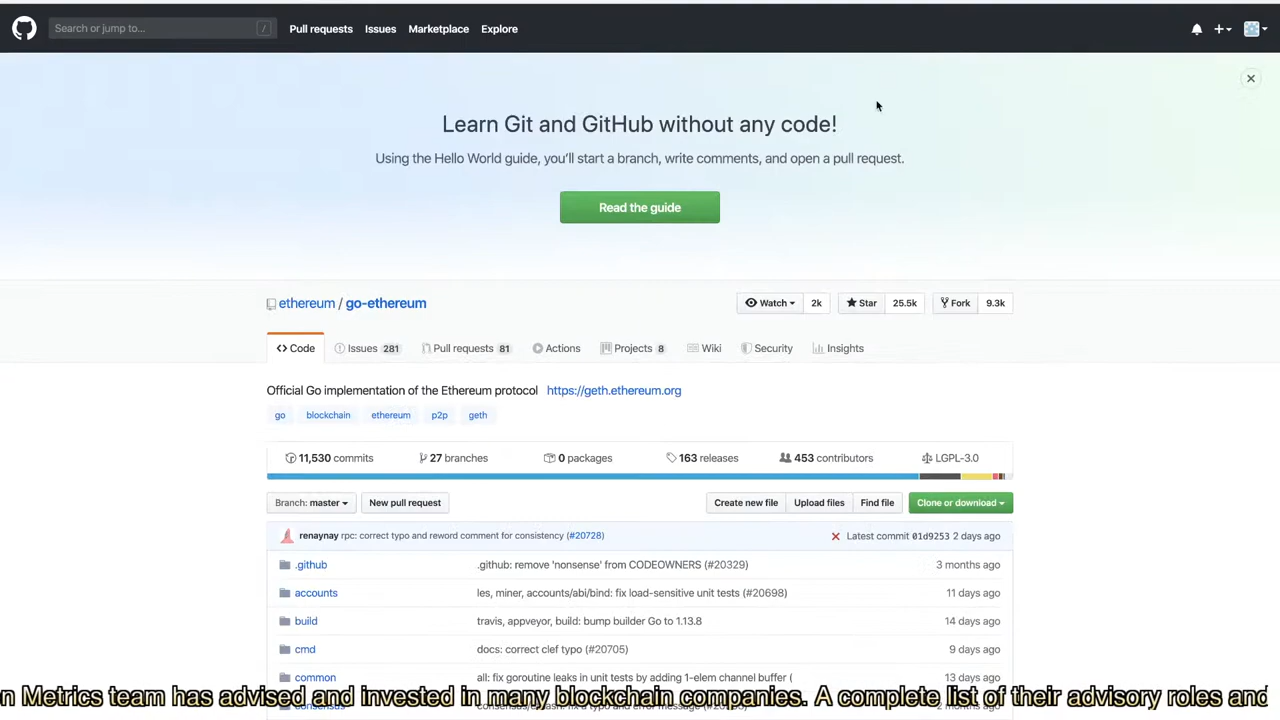 Search or jump to... /
Pull requests Issues Marketplace Explore
Learn Git and GitHub without any code!
Using the Hello World guide, you'll start a branch, write comments, and open a pull request.
Read the guide
ethereum / go-ethereum
Watch 2k Star 25.5k Fork 9.3k
Code Issues 281 Pull requests 81 Actions Projects 8 Wiki Security Insights
Official Go implementation of the Ethereum protocol https://geth.ethereum.org
go blockchain ethereum p2p geth
11,530 commits 27 branches 0 packages 163 releases 453 contributors LGPL-3.0
Branch: master New pull request Create new file Upload files Find file Clone or download
renaynay rpc: correct typo and reword comment for consistency (#20728) Latest commit 01d9253 2 days ago
.github .github: remove 'nonsense' from CODEOWNERS (#20329) 3 months ago
accounts les, miner, accounts/abi/bind: fix load-sensitive unit tests (#20698) 11 days ago
build travis, appveyor, build: bump builder Go to 1.13.8 14 days ago
cmd docs: correct clef typo (#20705) 9 days ago
common all: fix goroutine leaks in unit tests by adding 1-elem channel buffer ( 13 days ago
n Metrics team has advised and invested in many blockchain companies. A complete list of their advisory roles and